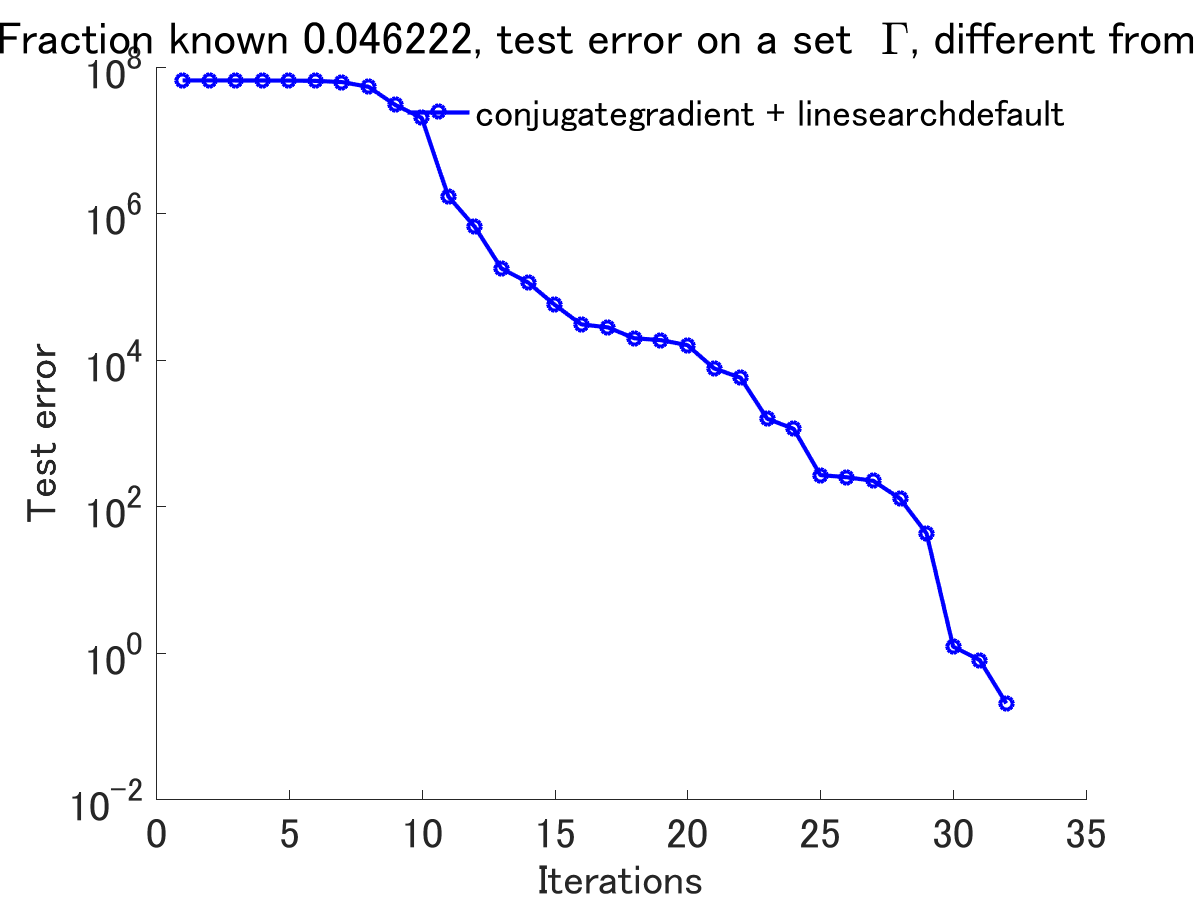 Fraction known 0.046222, test error on a set Γ, different from
10^8
conjugategradient + linesearchdefault
10^6
10^4
10^2
10^0
10^-2
Test error
0 5 10 15 20 25 30 35
Iterations